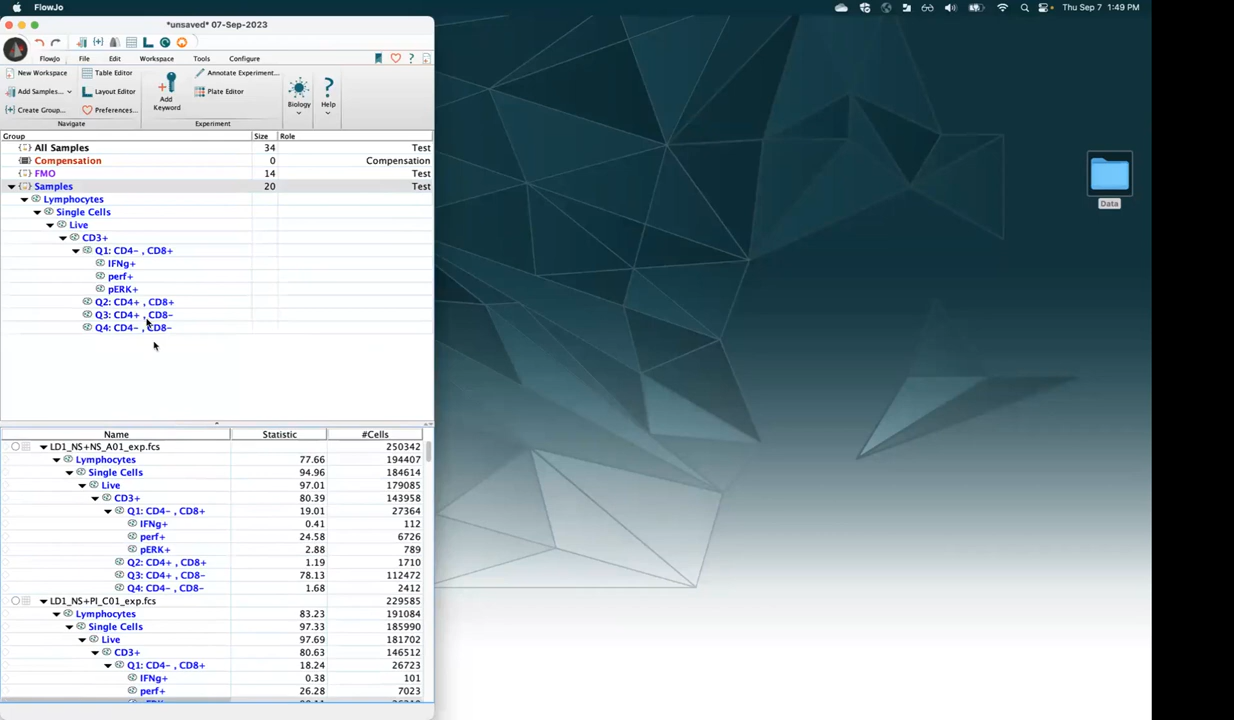 FlowJo
Thu Sep 7 1:49 PM
*unsaved* 07-Sep-2023
FlowJo File Edit Workspace Tools Configure
New Workspace
Table Editor
Annotate Experiment...
Add Samples...
Layout Editor
Add Keyword
Plate Editor
Biology
Help
Create Group...
Preferences...
Navigate
Experiment
Group Size Role
All Samples 34 Test
Compensation 0 Compensation
FMO 14 Test
Samples 20 Test
Lymphocytes
Single Cells
Live
CD3+
Q1: CD4- , CD8+
IFNg+
perf+
pERK+
Q2: CD4+ , CD8+
Q3: CD4+ , CD8-
Q4: CD4- , CD8-
Name Statistic #Cells
LD1_NS+NS_A01_exp.fcs 250342
Lymphocytes 77.66 194407
Single Cells 94.96 184614
Live 97.01 179085
CD3+ 80.39 143958
Q1: CD4- , CD8+ 19.01 27364
IFNg+ 0.41 112
perf+ 24.58 6726
pERK+ 2.88 789
Q2: CD4+ , CD8+ 1.19 1710
Q3: CD4+ , CD8- 78.13 112472
Q4: CD4- , CD8- 1.68 2412
LD1_NS+PI_C01_exp.fcs 229585
Lymphocytes 83.23 191084
Single Cells 97.33 185990
Live 97.69 181702
CD3+ 80.63 146512
Q1: CD4- , CD8+ 18.24 26723
IFNg+ 0.38 101
perf+ 26.28 7023
Data